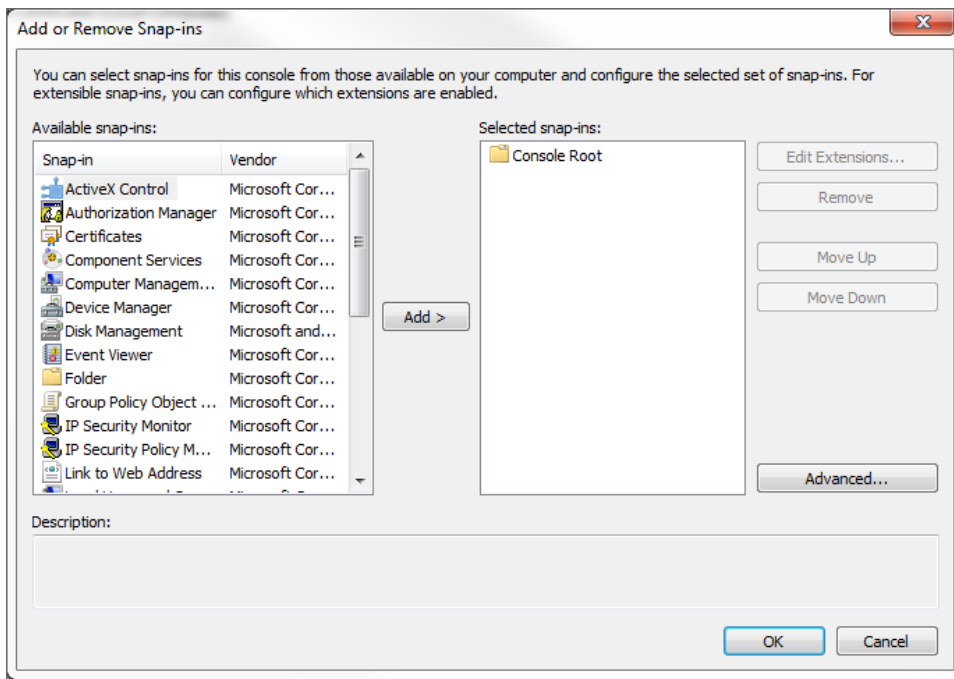 Add or Remove Snap-ins
You can select snap-ins for this console from those available on your computer and configure the selected set of snap-ins. For
extensible snap-ins, you can configure which extensions are enabled.
Available snap-ins:
Snap-in Vendor
ActiveX Control Microsoft Cor...
Authorization Manager Microsoft Cor...
Certificates Microsoft Cor...
Component Services Microsoft Cor...
Computer Managem... Microsoft Cor...
Device Manager Microsoft Cor...
Disk Management Microsoft and...
Event Viewer Microsoft Cor...
Folder Microsoft Cor...
Group Policy Object ... Microsoft Cor...
IP Security Monitor Microsoft Cor...
IP Security Policy M... Microsoft Cor...
Link to Web Address Microsoft Cor...
Add >
Selected snap-ins:
Console Root
Edit Extensions...
Remove
Move Up
Move Down
Advanced...
Description:
OK
Cancel